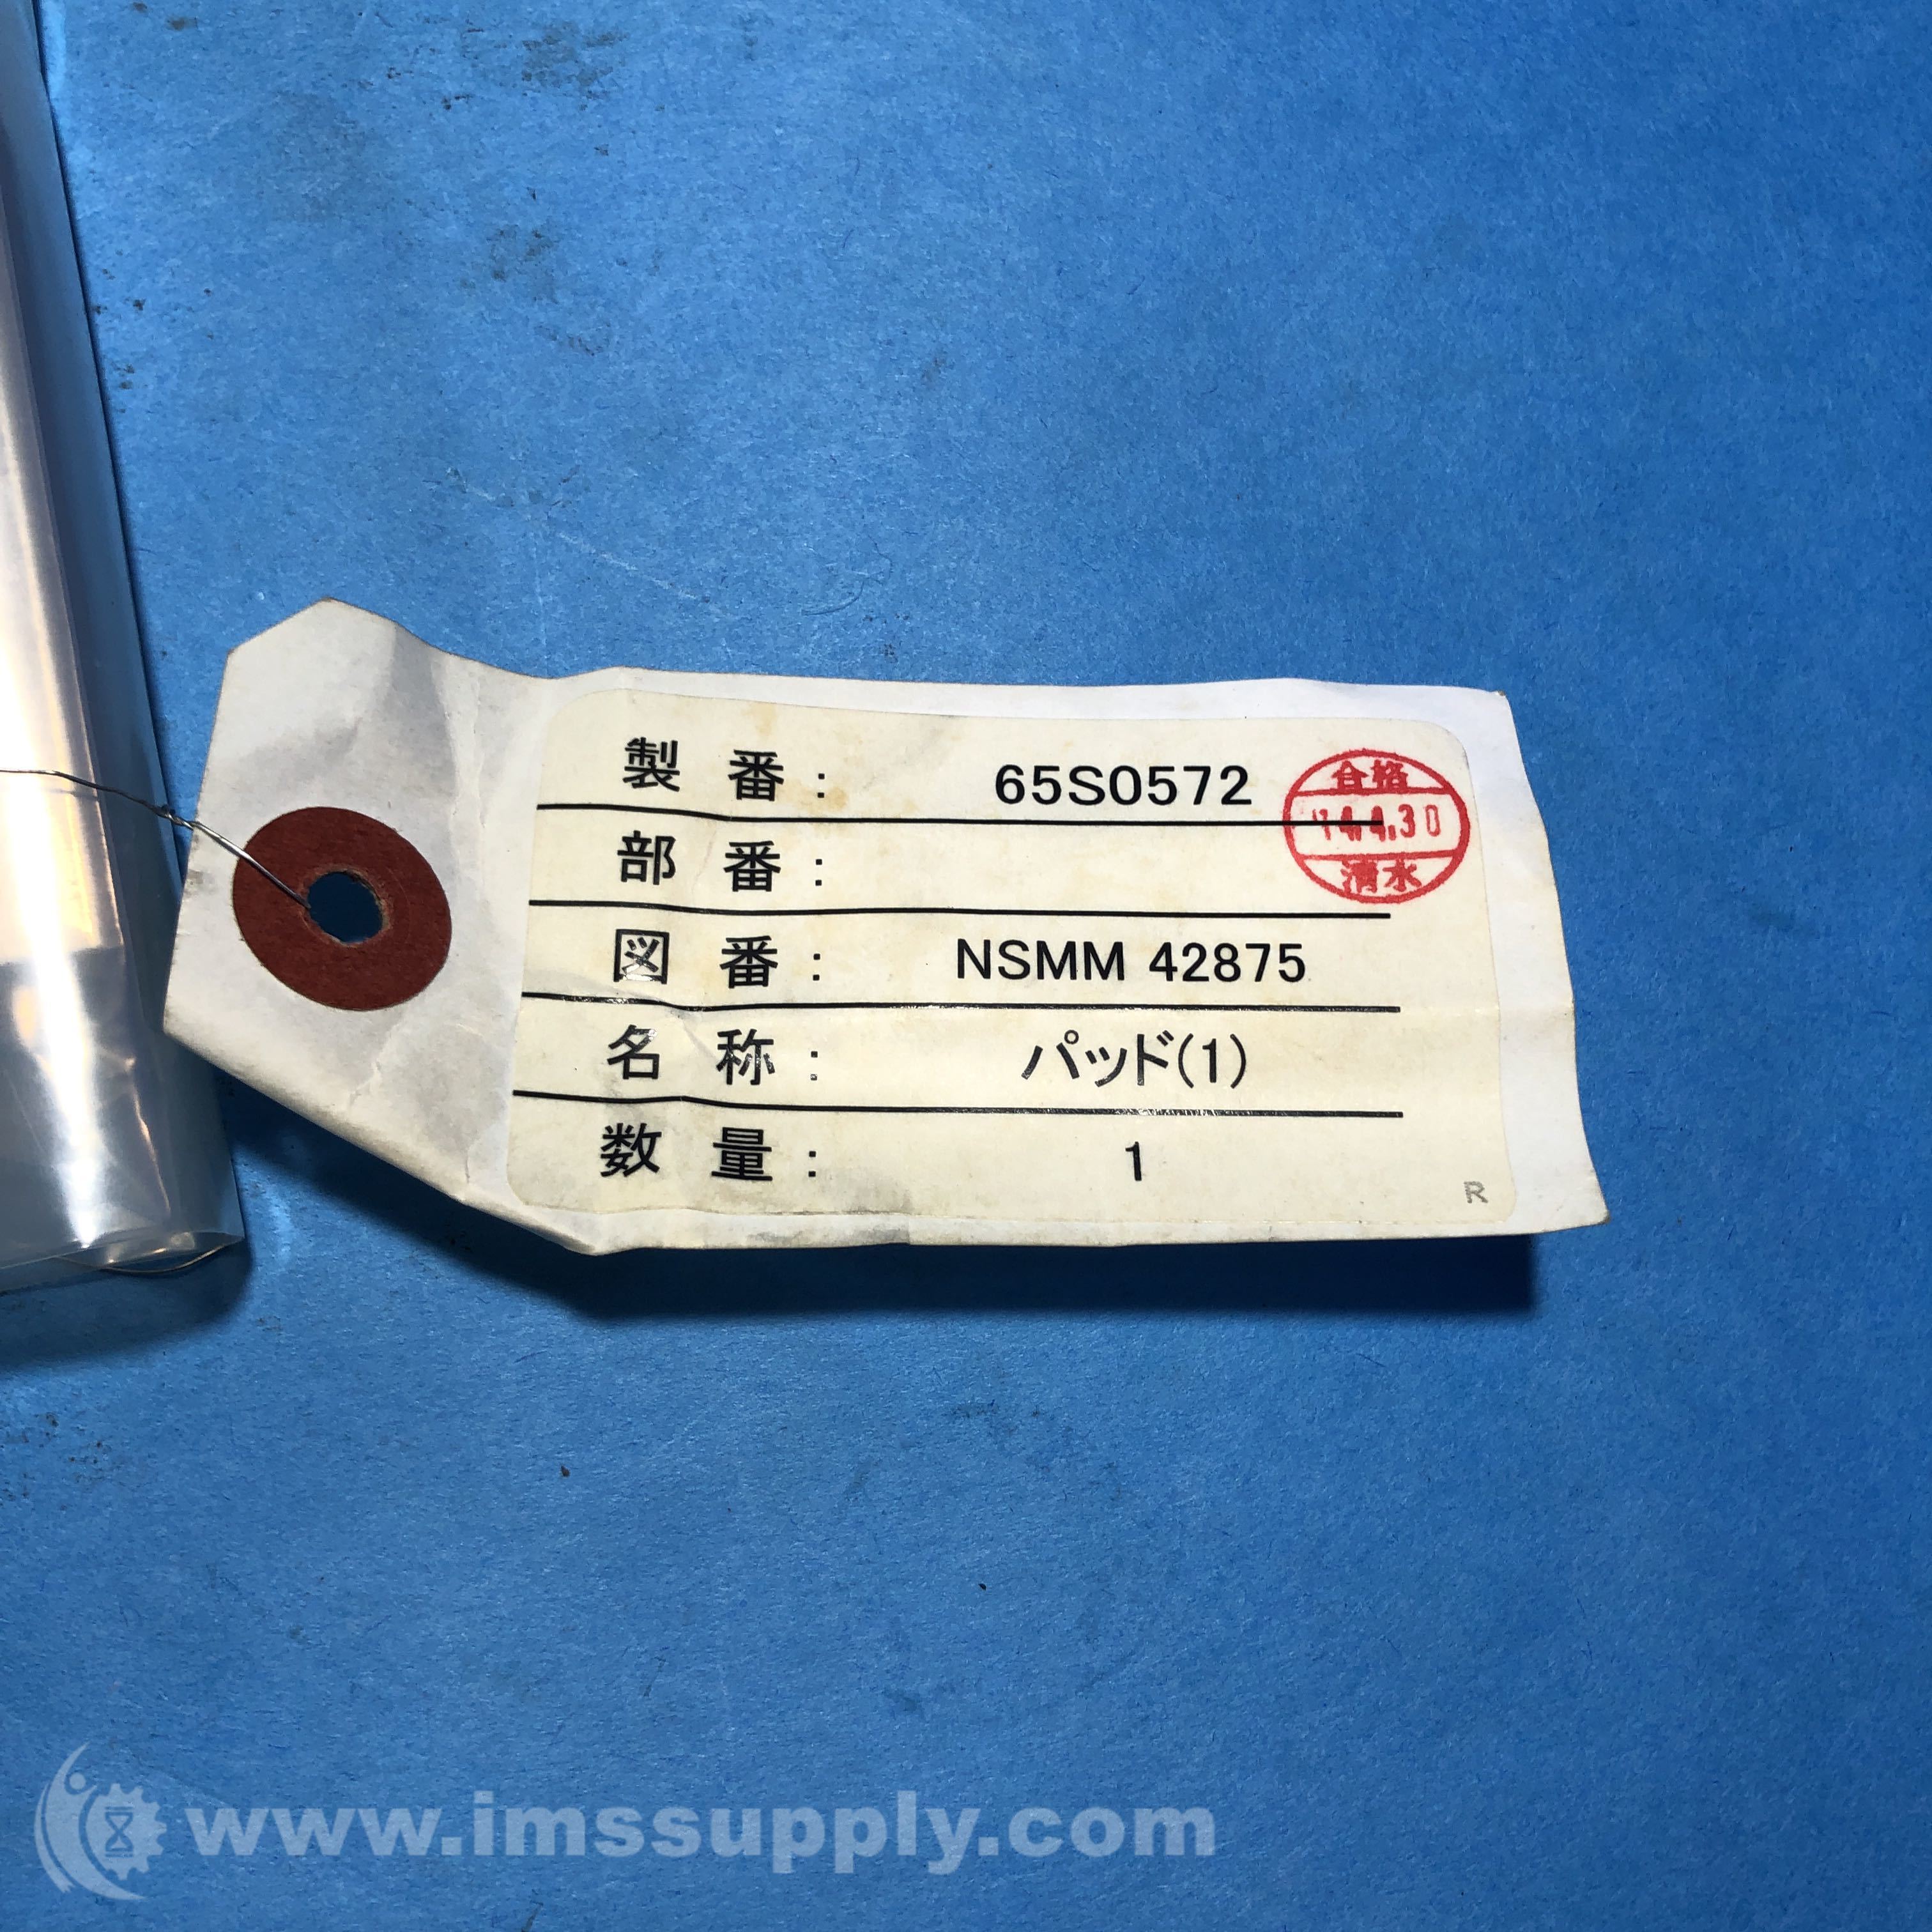 製 番 : 65S0572
合格
'14.4.30
清水
部 番 :
図 番 : NSMM 42875
名 称 : パッド(1)
数 量 : 1
R
www.imssupply.com